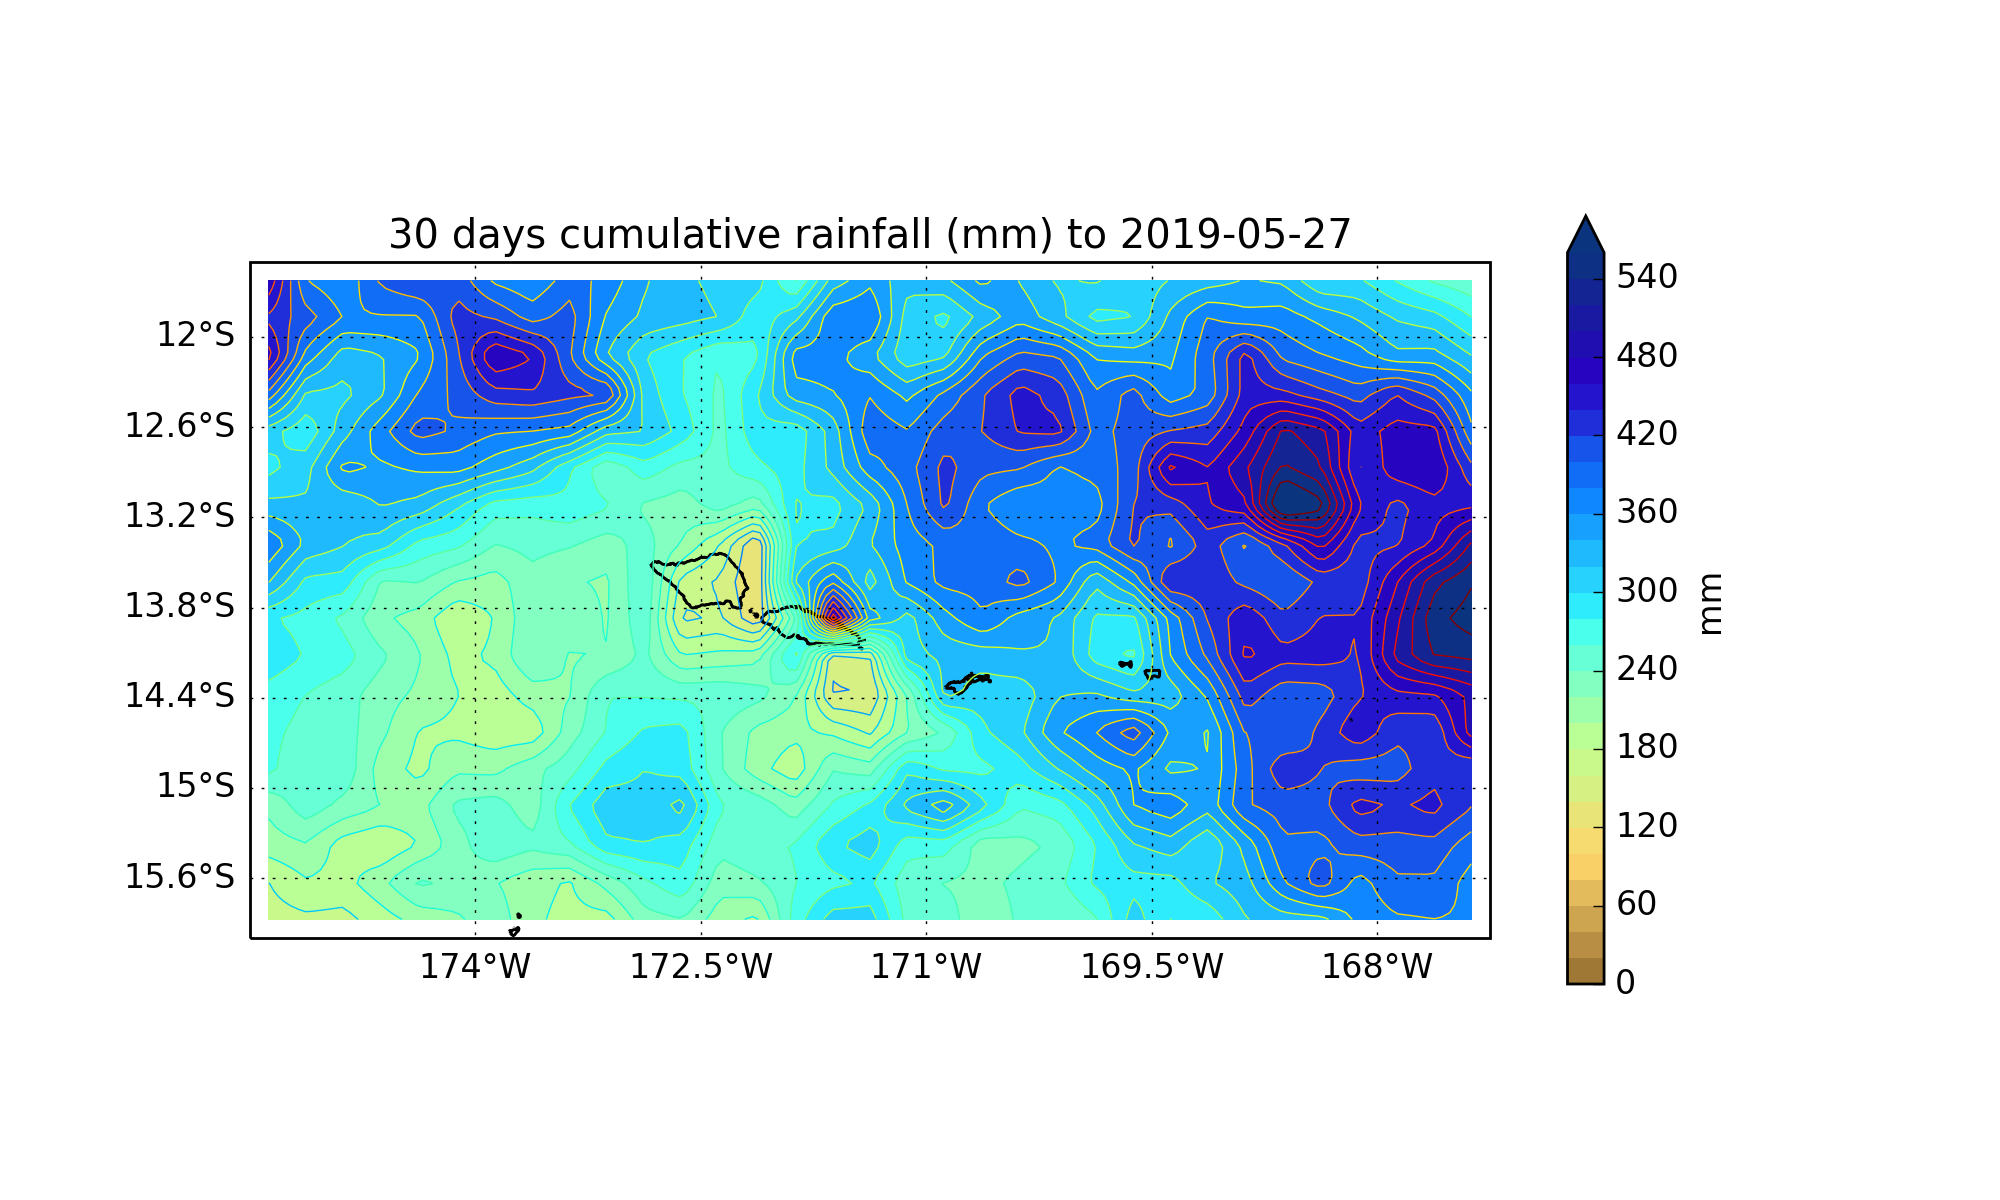 30 days cumulative rainfall (mm) to 2019-05-27
12°S
12.6°S
13.2°S
13.8°S
14.4°S
15°S
15.6°S
174°W
172.5°W
171°W
169.5°W
168°W
540
480
420
360
300
240
180
120
60
0
mm